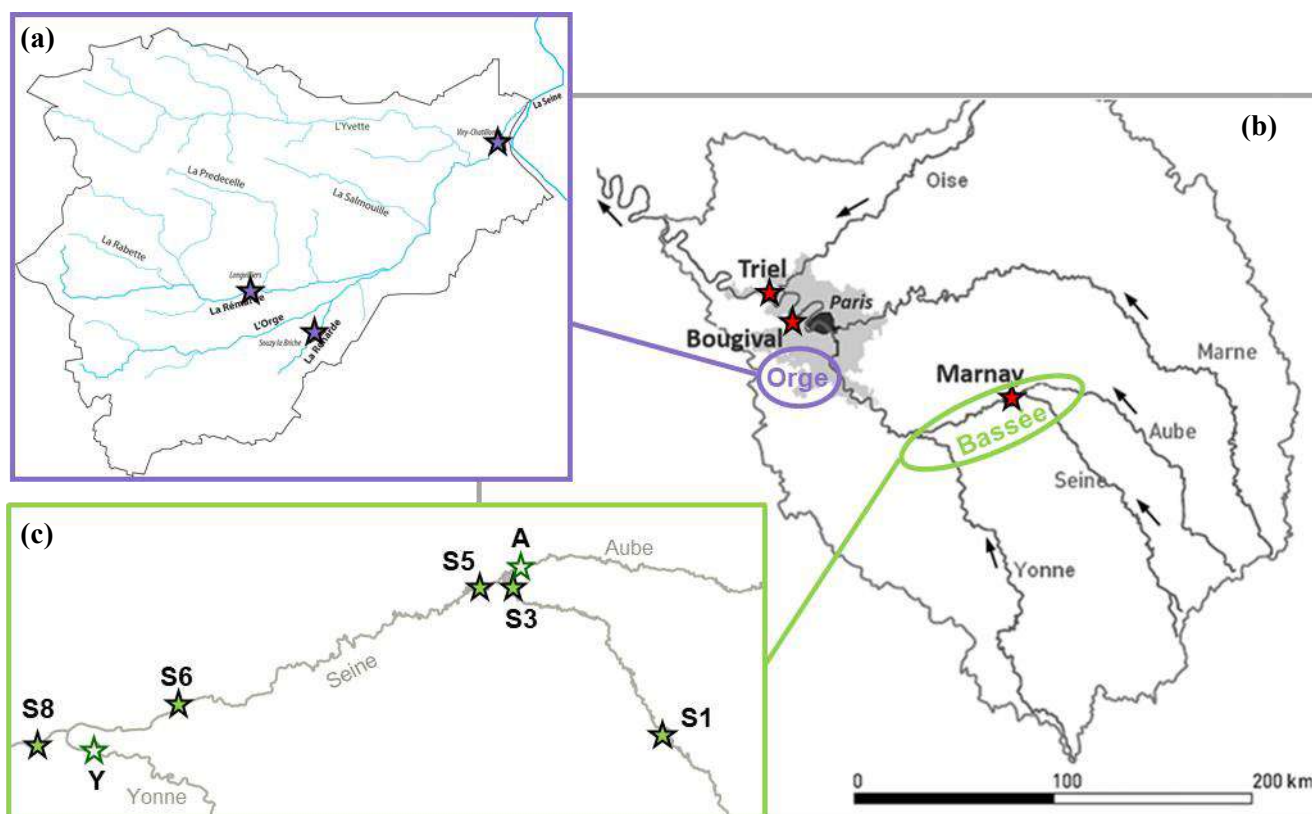 (a)
La Seine
Viry-Chatillon
L'Yvette
La Predecelle
La Salmouille
La Rabette
Longvilliers
La Rémarde
L'Orge
Souzy la Briche
La Renarde
(b)
Oise
Triel
Paris
Bougival
Orge
Marnay
Marne
Bassée
Aube
Seine
Yonne
0 100 200 km
(c)
A
Aube
S5
S3
Seine
S6
S1
S8
Y
Yonne